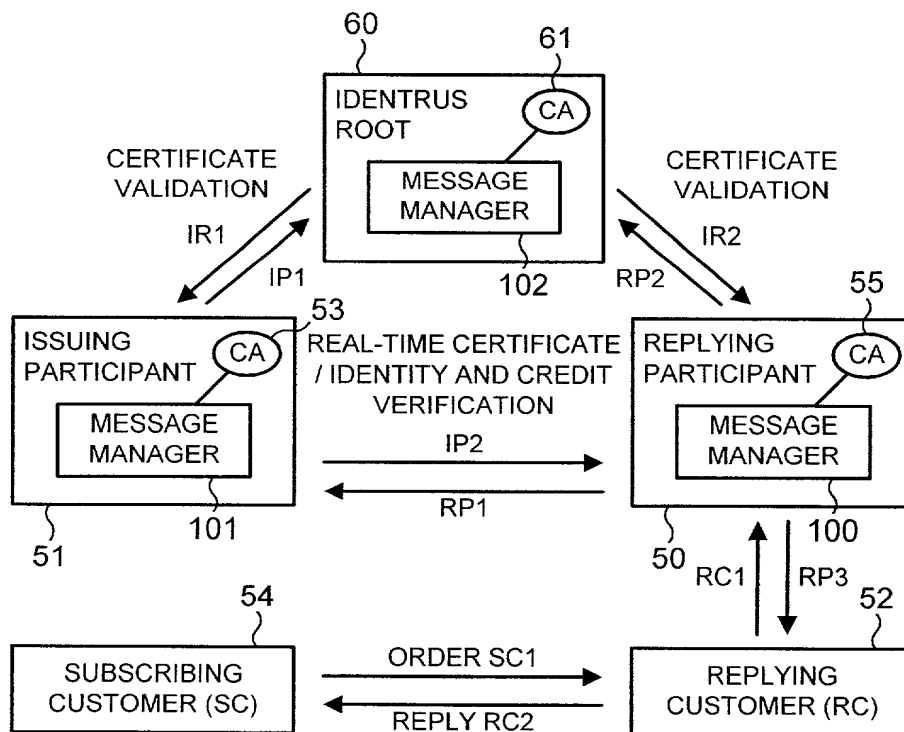 60
61
IDENTRUS
ROOT
CA
MESSAGE
MANAGER
102
CERTIFICATE
VALIDATION
IR1
IP1
CERTIFICATE
VALIDATION
IR2
RP2
ISSUING
PARTICIPANT
53
CA
MESSAGE
MANAGER
101
51
REAL-TIME CERTIFICATE
/ IDENTITY AND CREDIT
VERIFICATION
IP2
RP1
55
REPLYING
PARTICIPANT
CA
MESSAGE
MANAGER
100
50
RC1
RP3
54
SUBSCRIBING
CUSTOMER (SC)
ORDER SC1
REPLY RC2
52
REPLYING
CUSTOMER (RC)